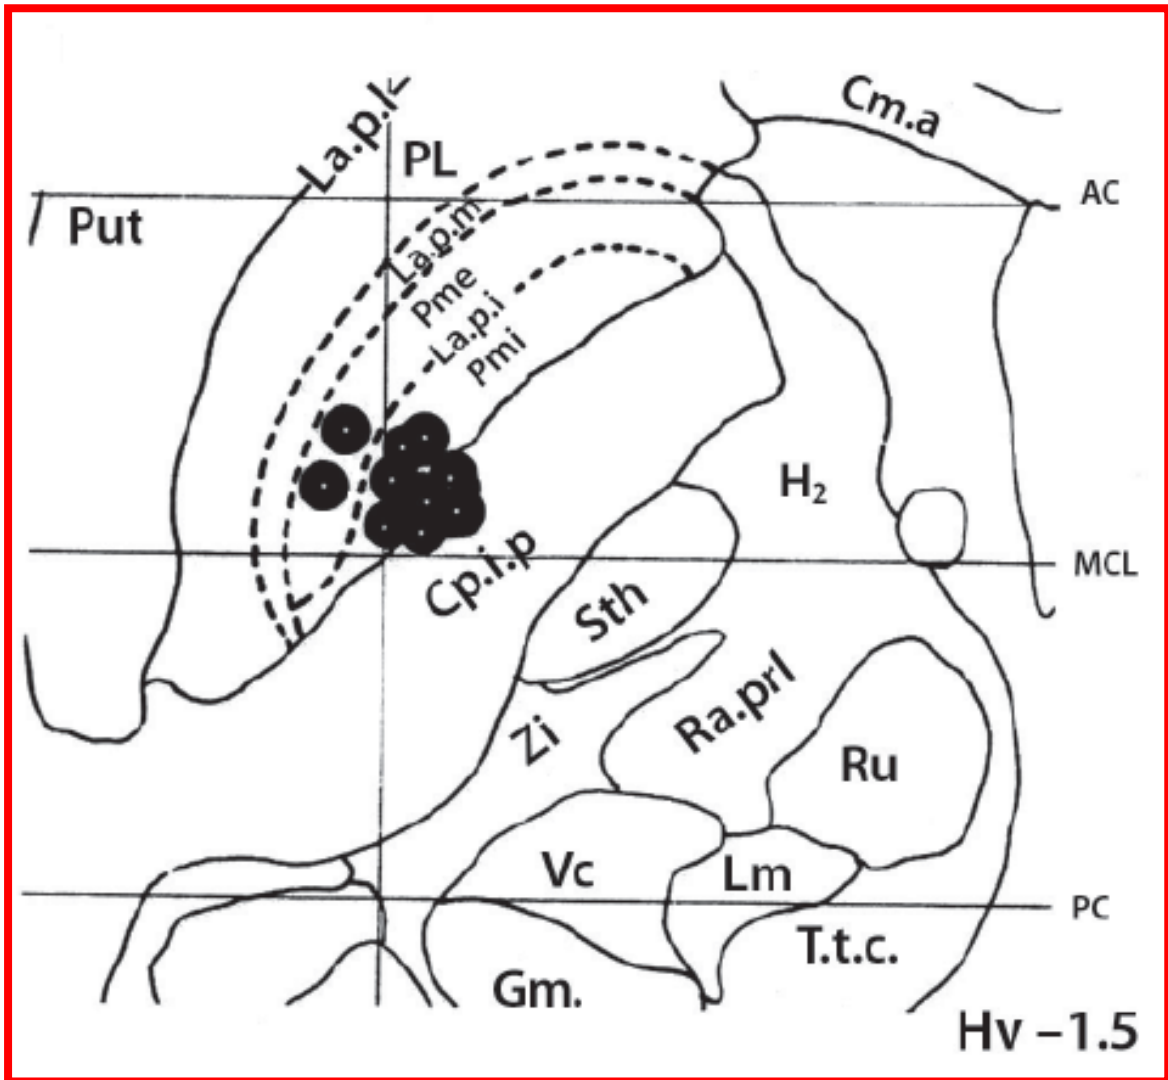 Cm.a
La.p.l
PL
AC
Put
La.p.m
Pme
La.p.i
Pmi
H2
MCL
Cp.i.p
Sth
Ra.prl
Zi
Ru
Vc
Lm
PC
T.t.c.
Gm.
Hv –1.5